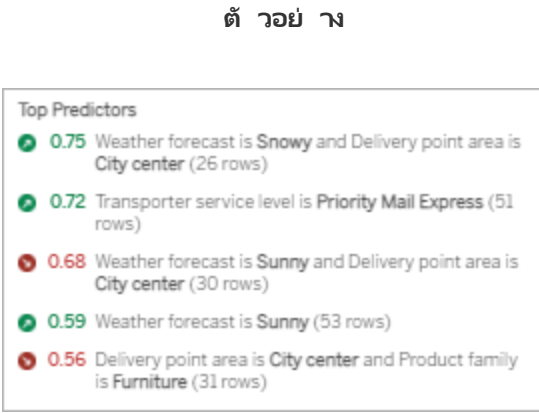 ตัวอย่าง
Top Predictors
0.75 Weather forecast is Snowy and Delivery point area is
City center (26 rows)
0.72 Transporter service level is Priority Mail Express (51
rows)
0.68 Weather forecast is Sunny and Delivery point area is
City center (30 rows)
0.59 Weather forecast is Sunny (53 rows)
0.56 Delivery point area is City center and Product family
is Furniture (31 rows)